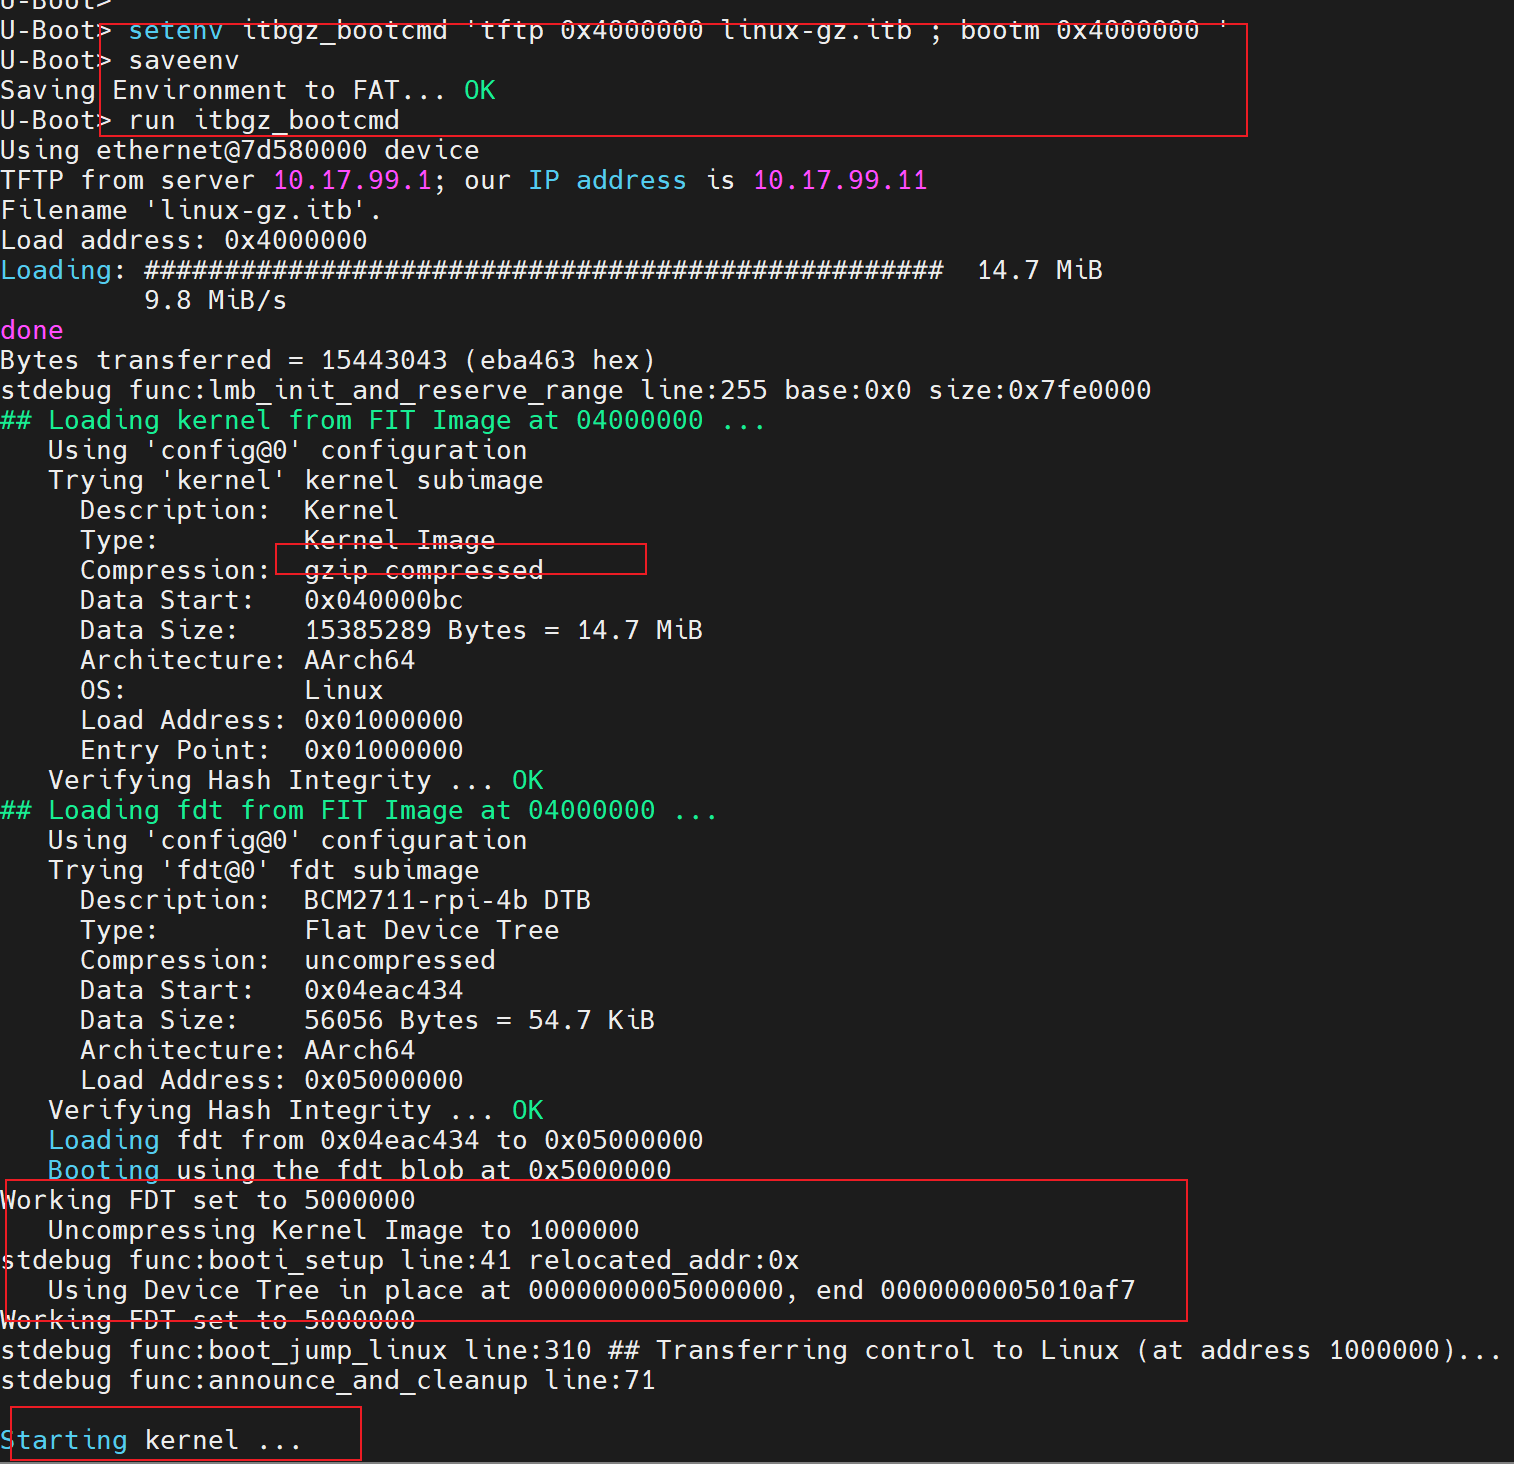 U-Boot>
U-Boot> setenv itbgz_bootcmd 'tftp 0x4000000 linux-gz.itb ; bootm 0x4000000 '
U-Boot> saveenv
Saving Environment to FAT... OK
U-Boot> run itbgz_bootcmd
Using ethernet@7d580000 device
TFTP from server 10.17.99.1; our IP address is 10.17.99.11
Filename 'linux-gz.itb'.
Load address: 0x4000000
Loading: ##################################################  14.7 MiB
         9.8 MiB/s
done
Bytes transferred = 15443043 (eba463 hex)
stdebug func:lmb_init_and_reserve_range line:255 base:0x0 size:0x7fe0000
## Loading kernel from FIT Image at 04000000 ...
   Using 'config@0' configuration
   Trying 'kernel' kernel subimage
     Description:  Kernel
     Type:         Kernel Image
     Compression:  gzip compressed
     Data Start:   0x040000bc
     Data Size:    15385289 Bytes = 14.7 MiB
     Architecture: AArch64
     OS:           Linux
     Load Address: 0x01000000
     Entry Point:  0x01000000
   Verifying Hash Integrity ... OK
## Loading fdt from FIT Image at 04000000 ...
   Using 'config@0' configuration
   Trying 'fdt@0' fdt subimage
     Description:  BCM2711-rpi-4b DTB
     Type:         Flat Device Tree
     Compression:  uncompressed
     Data Start:   0x04eac434
     Data Size:    56056 Bytes = 54.7 KiB
     Architecture: AArch64
     Load Address: 0x05000000
   Verifying Hash Integrity ... OK
   Loading fdt from 0x04eac434 to 0x05000000
   Booting using the fdt blob at 0x5000000
Working FDT set to 5000000
   Uncompressing Kernel Image to 1000000
stdebug func:booti_setup line:41 relocated_addr:0x
   Using Device Tree in place at 0000000005000000, end 0000000005010af7
Working FDT set to 5000000
stdebug func:boot_jump_linux line:310 ## Transferring control to Linux (at address 1000000)...
stdebug func:announce_and_cleanup line:71
Starting kernel ...